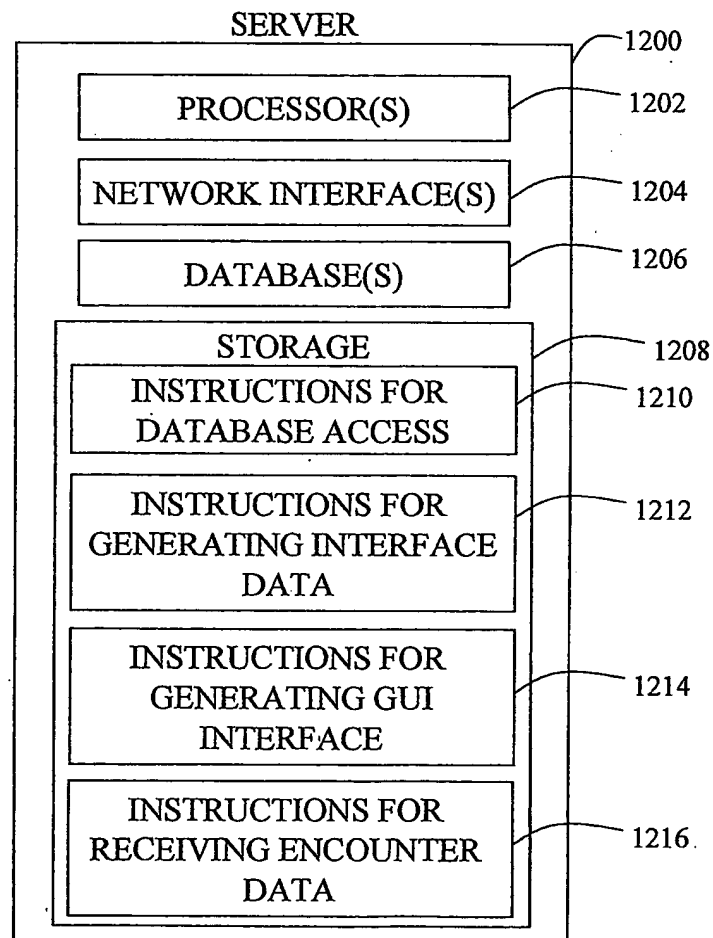 SERVER
1200
PROCESSOR(S)
1202
NETWORK INTERFACE(S)
1204
DATABASE(S)
1206
STORAGE
1208
INSTRUCTIONS FOR
DATABASE ACCESS
1210
INSTRUCTIONS FOR
GENERATING INTERFACE
DATA
1212
INSTRUCTIONS FOR
GENERATING GUI
INTERFACE
1214
INSTRUCTIONS FOR
RECEIVING ENCOUNTER
DATA
1216